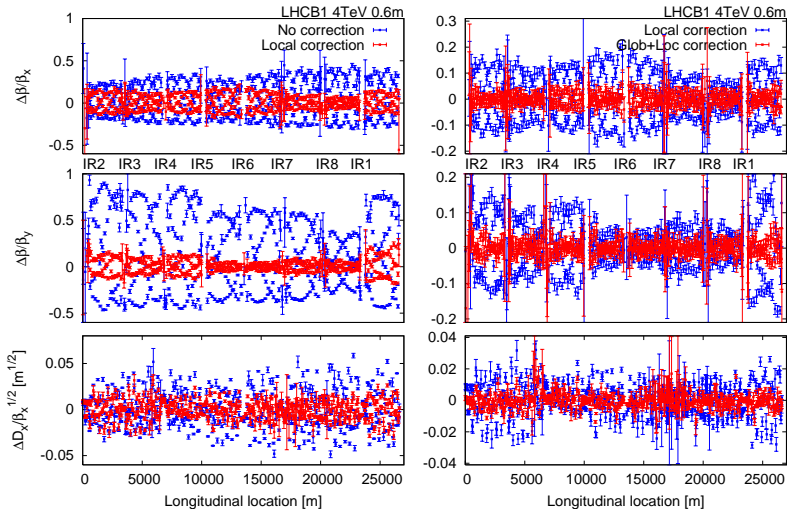 LHCB1 4TeV 0.6m
No correction
Local correction
Δβ/βx
1
0.5
0
-0.5
IR2 IR3 IR4 IR5 IR6 IR7 IR8 IR1
Δβ/βy
1
0.5
0
-0.5
ΔDx/βx^1/2 [m^1/2]
0.05
0
-0.05
0 5000 10000 15000 20000 25000
Longitudinal location [m]
LHCB1 4TeV 0.6m
Local correction
Glob+Loc correction
0.3
0.2
0.1
0
-0.1
-0.2
IR2 IR3 IR4 IR5 IR6 IR7 IR8 IR1
0.2
0.1
0
-0.1
-0.2
0.04
0.02
0
-0.02
-0.04
0 5000 10000 15000 20000 25000
Longitudinal location [m]